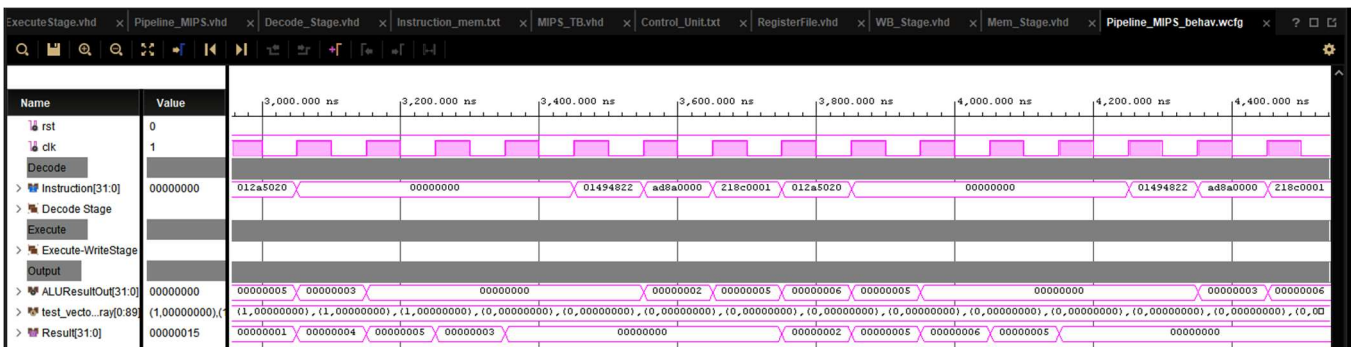 ExecuteStage.vhd × Pipeline_MIPS.vhd × Decode_Stage.vhd × Instruction_mem.txt × MIPS_TB.vhd × Control_Unit.txt × RegisterFile.vhd × WB_Stage.vhd × Mem_Stage.vhd × Pipeline_MIPS_behav.wcfg × ?
Name Value 3,000.000 ns 3,200.000 ns 3,400.000 ns 3,600.000 ns 3,800.000 ns 4,000.000 ns 4,200.000 ns 4,400.000 ns
rst 0
clk 1
Decode
Instruction[31:0] 00000000 012a5020 00000000 01494822 ad8a0000 218c0001 012a5020 00000000 01494822 ad8a0000 218c0001
Decode Stage
Execute
Execute-WriteStage
Output
ALUResultOut[31:0] 00000000 00000005 00000003 00000000 00000002 00000005 00000006 00000005 00000000 00000003 00000006
test_vecto...ray[0:89] (1,00000000),( (1,00000000),(1,00000000),(1,00000000),(0,00000000),(0,00000000),(0,00000000),(0,00000000),(0,00000000),(0,00000000),(0,00000000),(0,00000000),(0,00000000),(0,00000000),(0,00
Result[31:0] 00000015 00000001 00000004 00000005 00000003 00000000 00000002 00000005 00000006 00000005 00000000